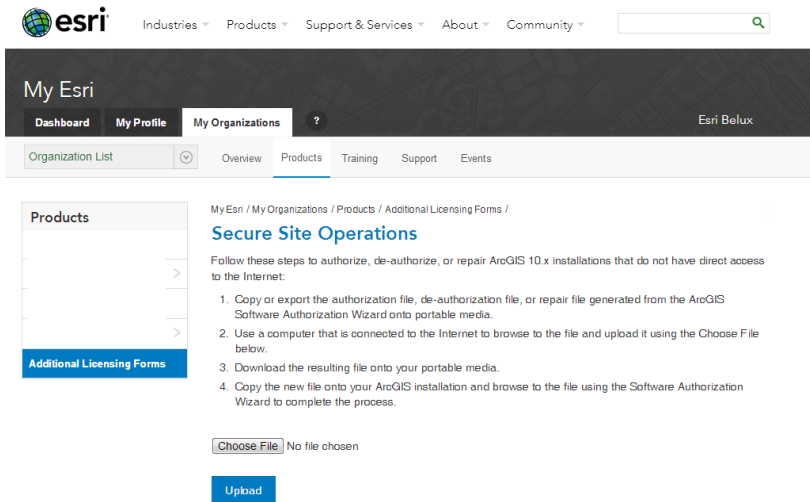 esri
Industries Products Support & Services About Community
My Esri
Dashboard My Profile My Organizations ? Esri Belux
Organization List Overview Products Training Support Events
Products
Additional Licensing Forms
My Esri / My Organizations / Products / Additional Licensing Forms /
Secure Site Operations
Follow these steps to authorize, de-authorize, or repair ArcGIS 10.x installations that do not have direct access
to the Internet:
1. Copy or export the authorization file, de-authorization file, or repair file generated from the ArcGIS
Software Authorization Wizard onto portable media.
2. Use a computer that is connected to the Internet to browse to the file and upload it using the Choose File
below.
3. Download the resulting file onto your portable media.
4. Copy the new file onto your ArcGIS installation and browse to the file using the Software Authorization
Wizard to complete the process.
Choose File No file chosen
Upload